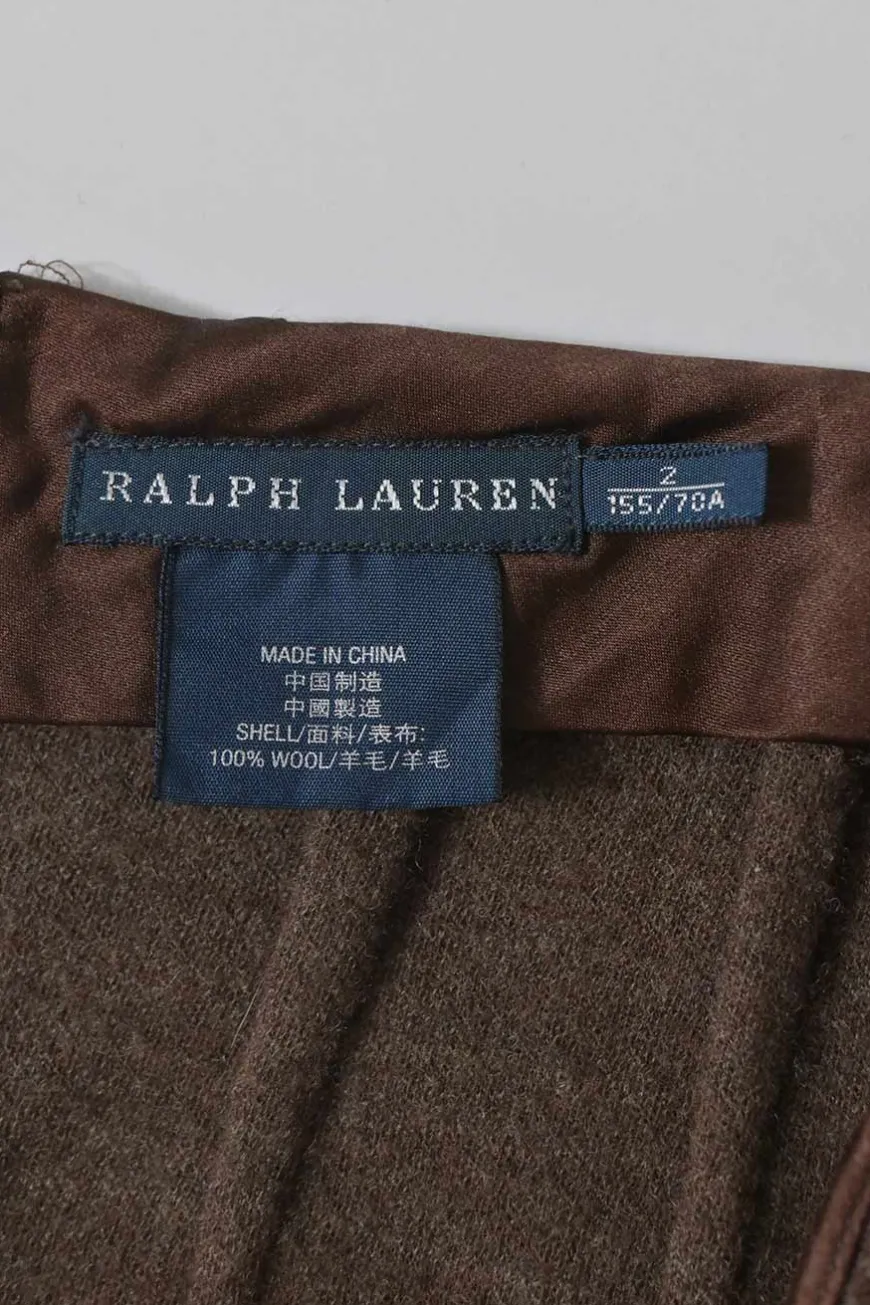 RALPH LAUREN
2
155/70A
MADE IN CHINA
中国制造
中國製造
SHELL/面料/表布:
100% WOOL/羊毛/羊毛